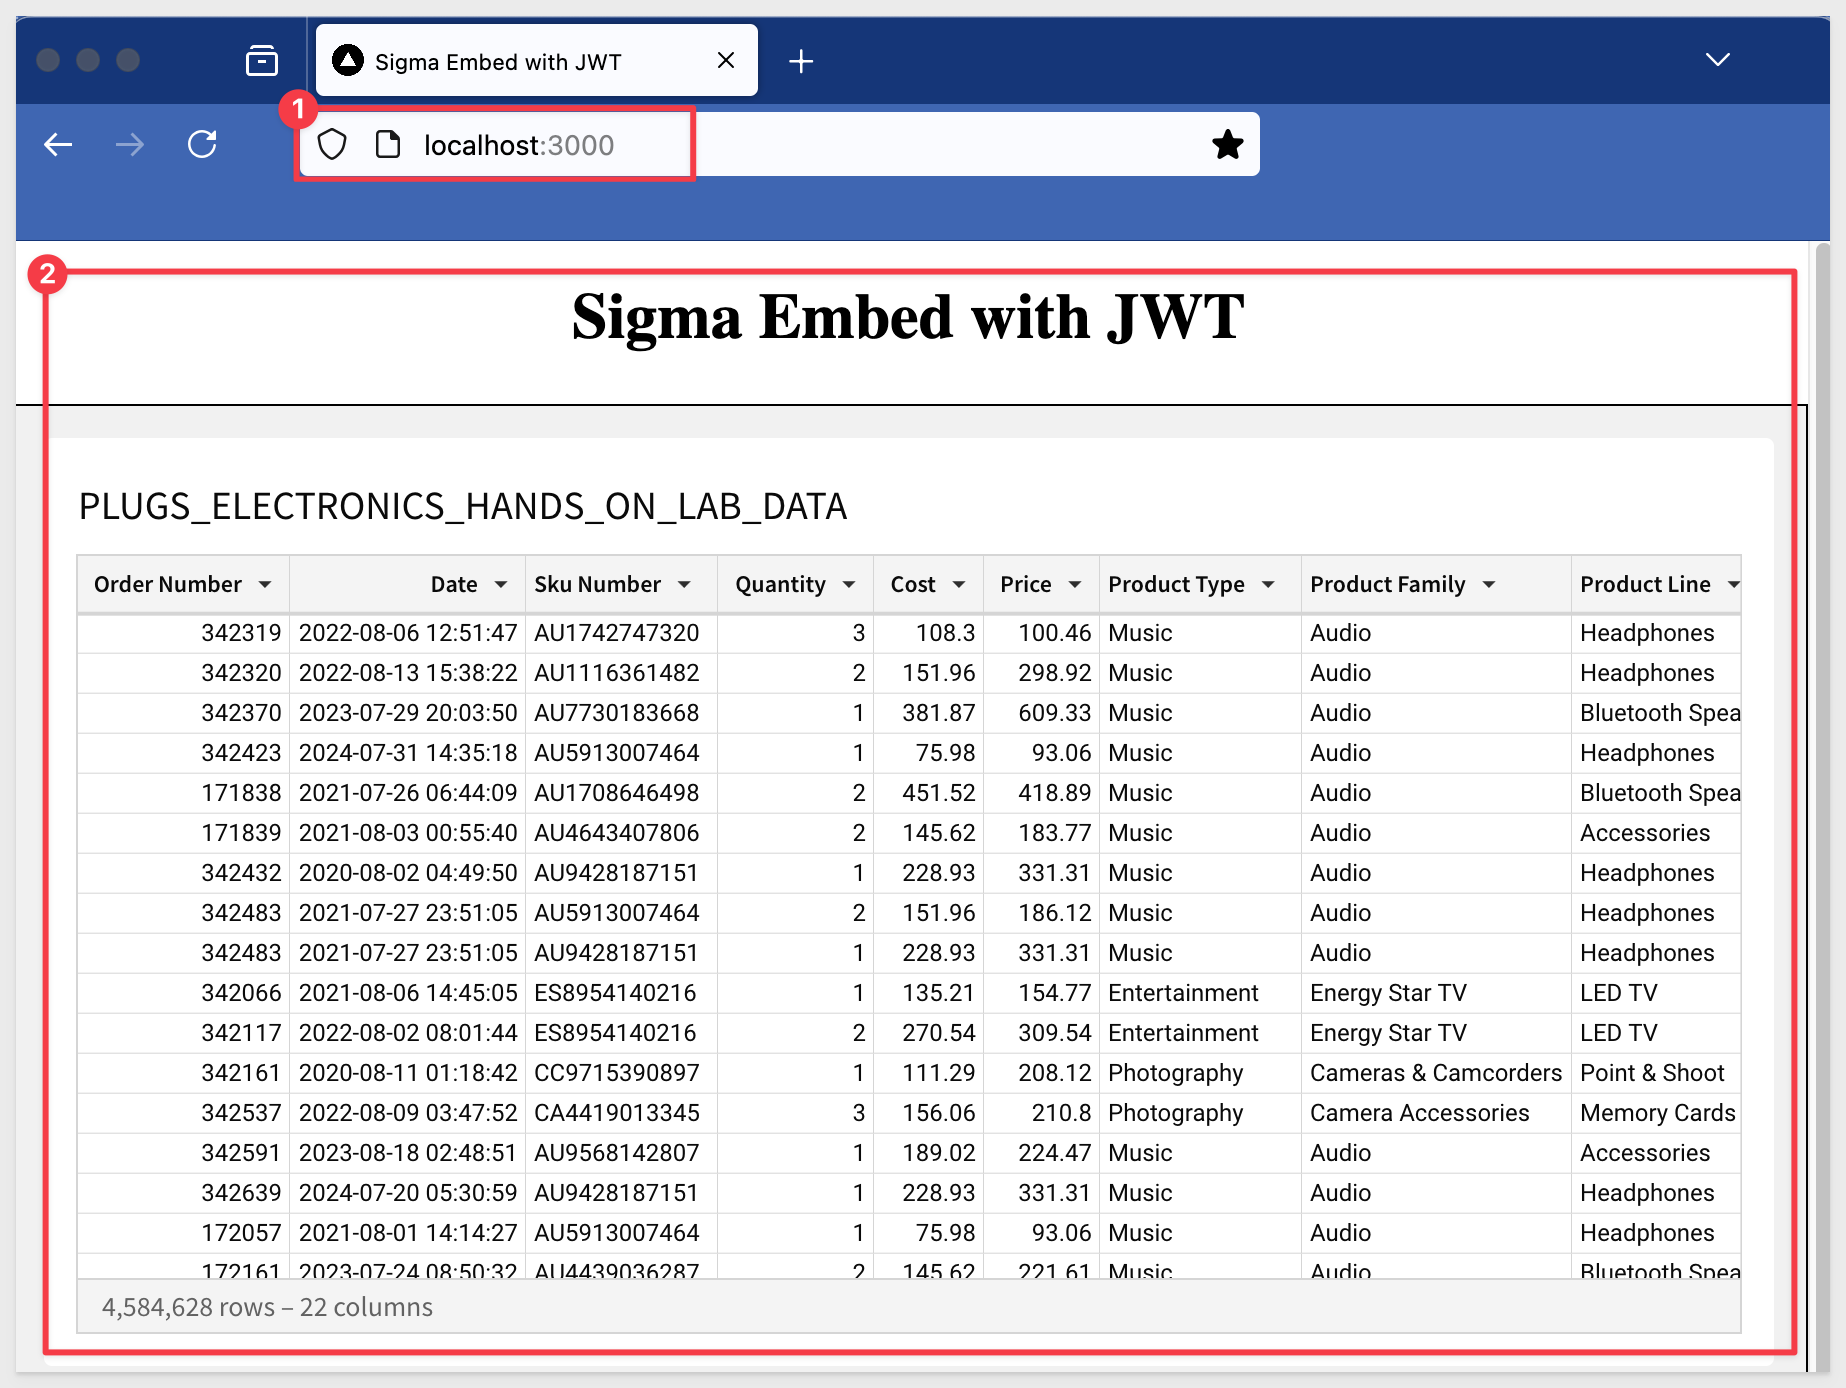 Sigma Embed with JWT
1
localhost:3000
2
Sigma Embed with JWT
PLUGS_ELECTRONICS_HANDS_ON_LAB_DATA
Order Number Date Sku Number Quantity Cost Price Product Type Product Family Product Line
342319 2022-08-06 12:51:47 AU1742747320 3 108.3 100.46 Music Audio Headphones
342320 2022-08-13 15:38:22 AU1116361482 2 151.96 298.92 Music Audio Headphones
342370 2023-07-29 20:03:50 AU7730183668 1 381.87 609.33 Music Audio Bluetooth Spea
342423 2024-07-31 14:35:18 AU5913007464 1 75.98 93.06 Music Audio Headphones
171838 2021-07-26 06:44:09 AU1708646498 2 451.52 418.89 Music Audio Bluetooth Spea
171839 2021-08-03 00:55:40 AU4643407806 2 145.62 183.77 Music Audio Accessories
342432 2020-08-02 04:49:50 AU9428187151 1 228.93 331.31 Music Audio Headphones
342483 2021-07-27 23:51:05 AU5913007464 2 151.96 186.12 Music Audio Headphones
342483 2021-07-27 23:51:05 AU9428187151 1 228.93 331.31 Music Audio Headphones
342066 2021-08-06 14:45:05 ES8954140216 1 135.21 154.77 Entertainment Energy Star TV LED TV
342117 2022-08-02 08:01:44 ES8954140216 2 270.54 309.54 Entertainment Energy Star TV LED TV
342161 2020-08-11 01:18:42 CC9715390897 1 111.29 208.12 Photography Cameras & Camcorders Point & Shoot
342537 2022-08-09 03:47:52 CA4419013345 3 156.06 210.8 Photography Camera Accessories Memory Cards
342591 2023-08-18 02:48:51 AU9568142807 1 189.02 224.47 Music Audio Accessories
342639 2024-07-20 05:30:59 AU9428187151 1 228.93 331.31 Music Audio Headphones
172057 2021-08-01 14:14:27 AU5913007464 1 75.98 93.06 Music Audio Headphones
172161 2023-07-24 08:50:32 AU4439036287 2 145.62 221.61 Music Audio Bluetooth Spea
4,584,628 rows – 22 columns